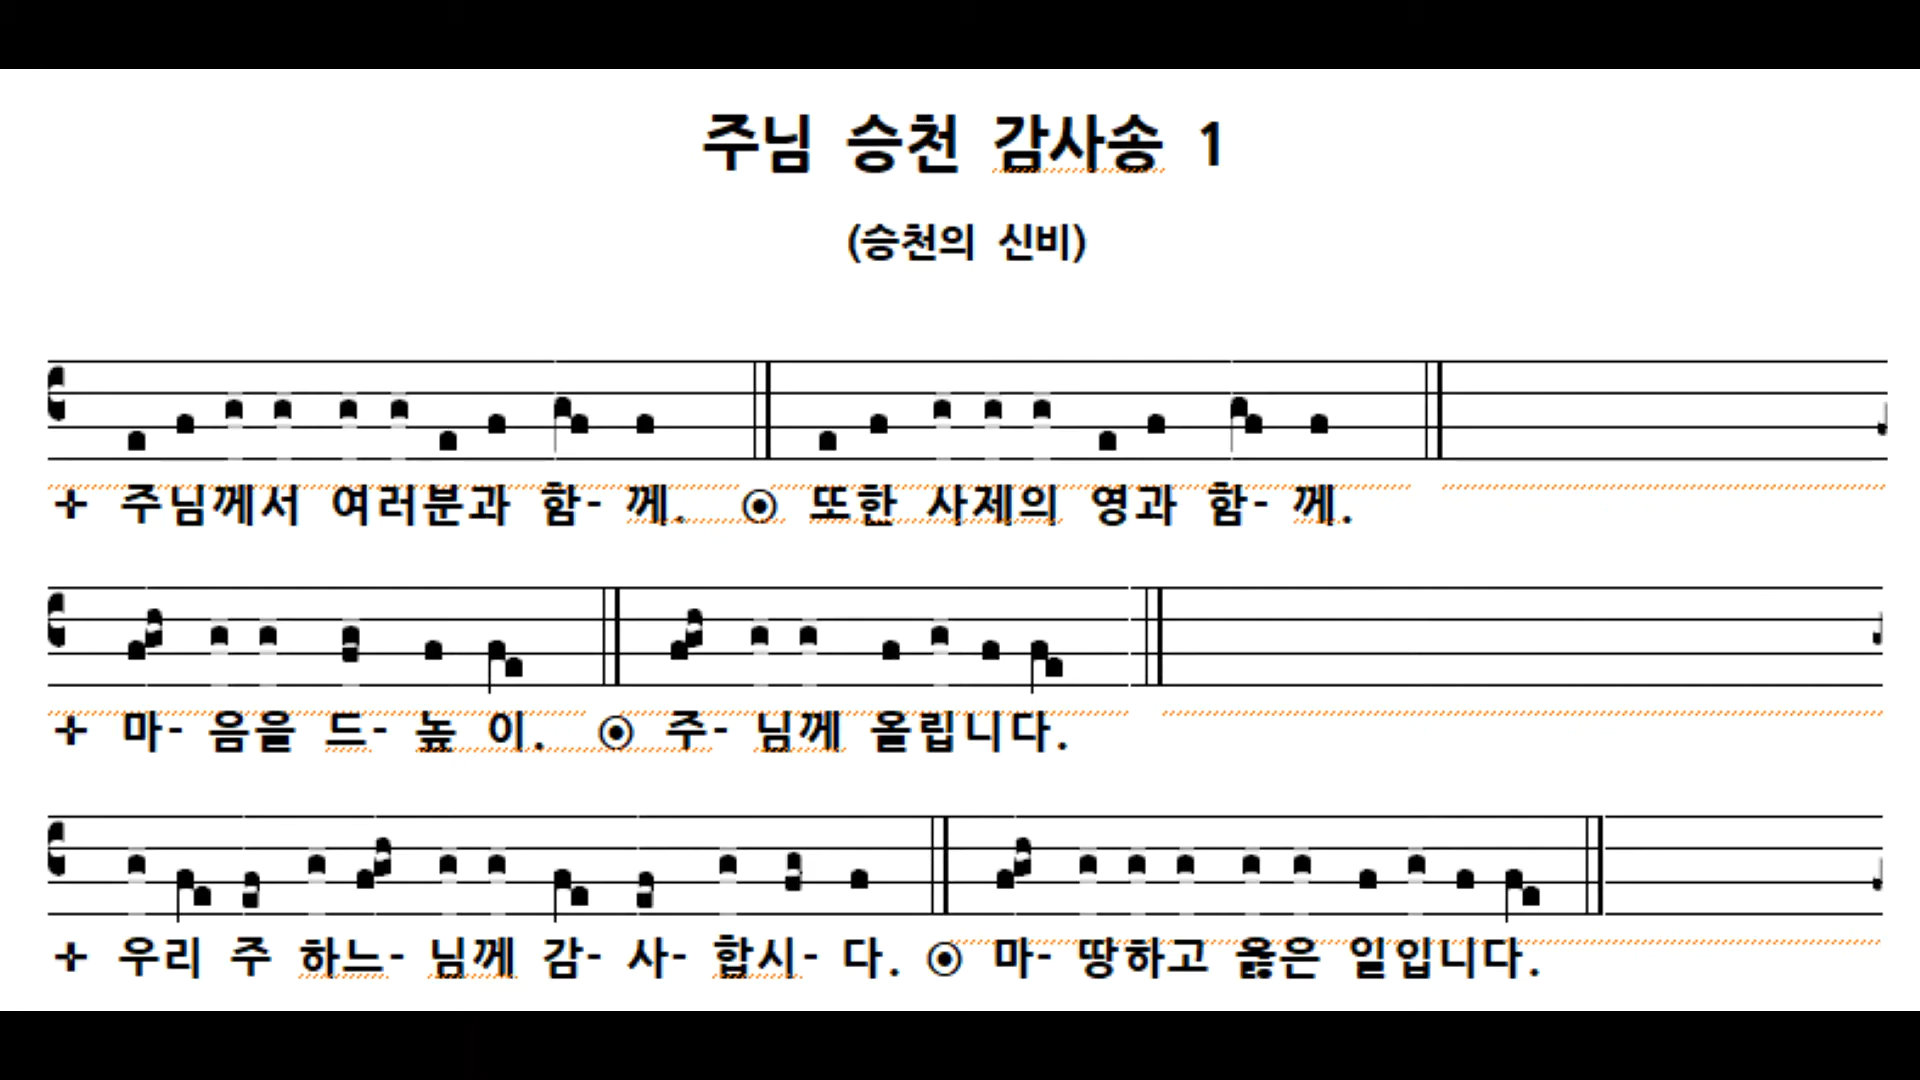 주님 승천 감사송 1
(승천의 신비)
✢ 주님께서 여러분과 함- 께. ⦿ 또한 사제의 영과 함- 께.
✢ 마- 음을 드- 높 이. ⦿ 주- 님께 올립니다.
✢ 우리 주 하느- 님께 감- 사- 합시- 다. ⦿ 마- 땅하고 옳은 일입니다.